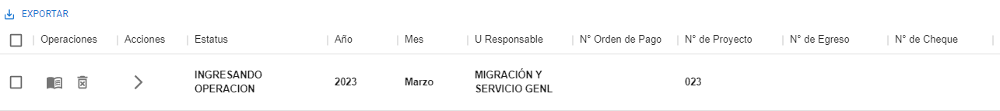 EXPORTAR
Operaciones Acciones Estatus Año Mes U Responsable N° Orden de Pago N° de Proyecto N° de Egreso N° de Cheque
INGRESANDO OPERACION 2023 Marzo MIGRACIÓN Y SERVICIO GENL 023